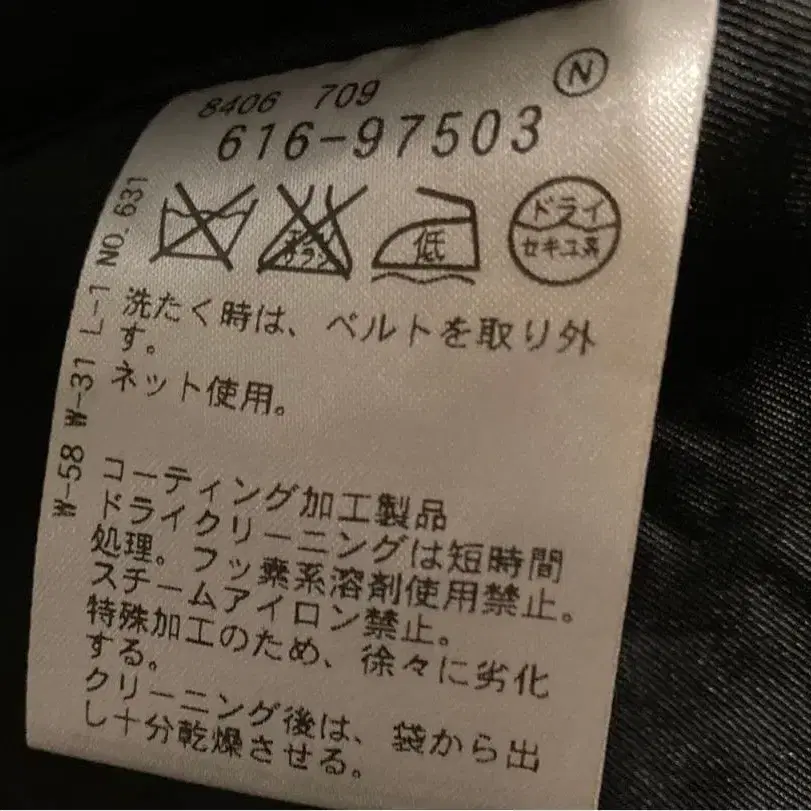 N
8406 709
616-97503
エンソ
サラシ
低
ドライ
セキユ系
洗たく時は、ベルトを取り外
す。
ネット使用。
コーティング加工製品
ドライクリーニングは短時間
処理。フッ素系溶剤使用禁止。
スチームアイロン禁止。
特殊加工のため、徐々に劣化
する。
クリーニング後は、袋から出
し十分乾燥させる。
W-58 W-31 L-1 NO.631